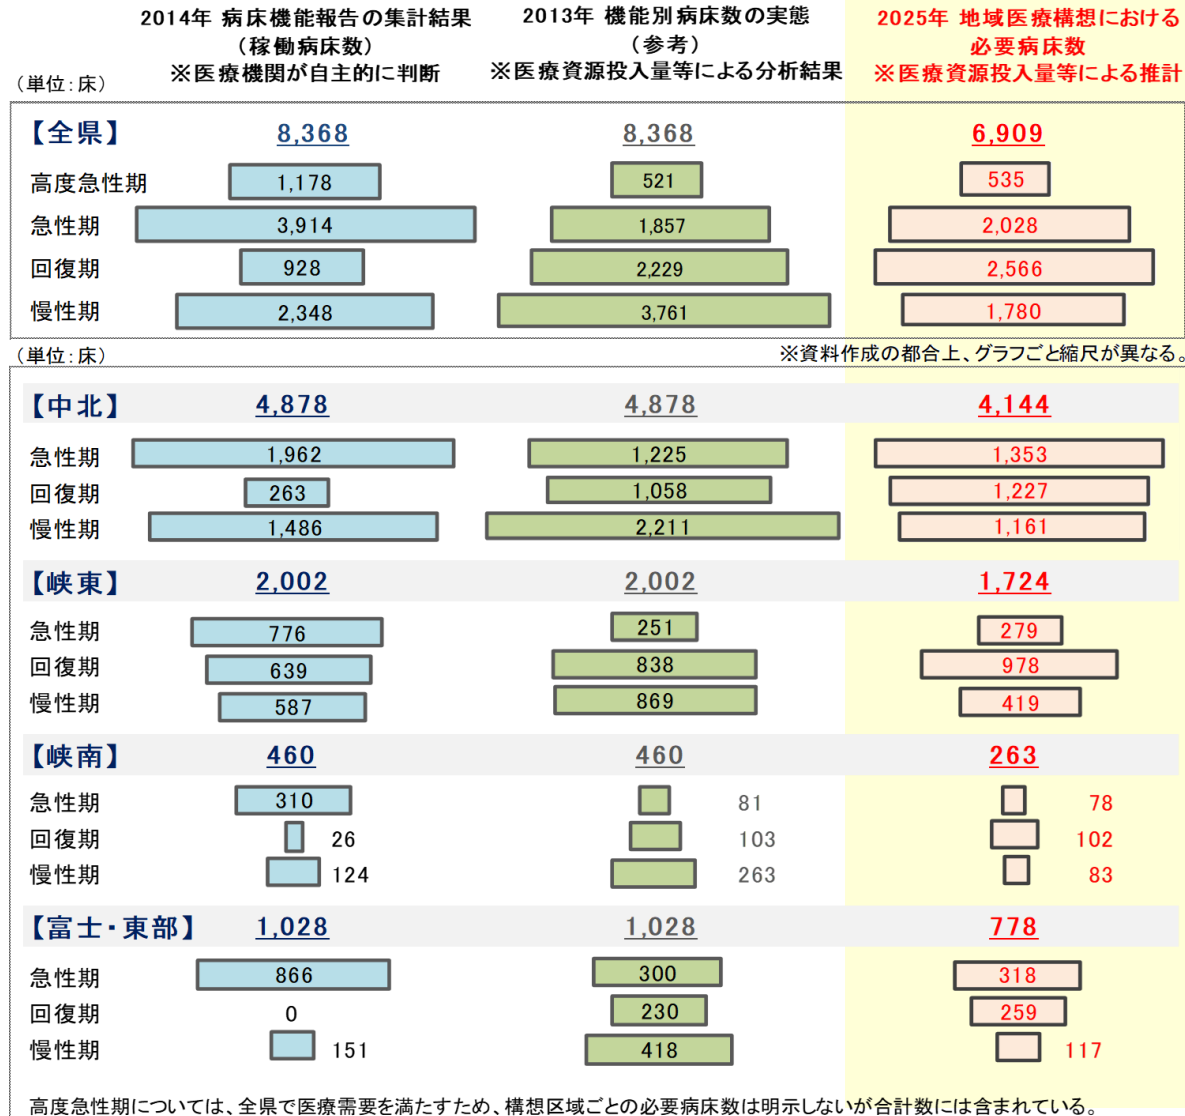 2014年 病床機能報告の集計結果 2013年 機能別病床数の実態 2025年 地域医療構想における
（稼働病床数） （参考） 必要病床数
※医療機関が自主的に判断 ※医療資源投入量等による分析結果 ※医療資源投入量等による推計
（単位：床）
【全県】 8,368 8,368 6,909
高度急性期 1,178 521 535
急性期 3,914 1,857 2,028
回復期 928 2,229 2,566
慢性期 2,348 3,761 1,780
（単位：床） ※資料作成の都合上、グラフごと縮尺が異なる。
【中北】 4,878 4,878 4,144
急性期 1,962 1,225 1,353
回復期 263 1,058 1,227
慢性期 1,486 2,211 1,161
【峡東】 2,002 2,002 1,724
急性期 776 251 279
回復期 639 838 978
慢性期 587 869 419
【峡南】 460 460 263
急性期 310 81 78
回復期 26 103 102
慢性期 124 263 83
【富士・東部】 1,028 1,028 778
急性期 866 300 318
回復期 0 230 259
慢性期 151 418 117
高度急性期については、全県で医療需要を満たすため、構想区域ごとの必要病床数は明示しないが合計数には含まれている。